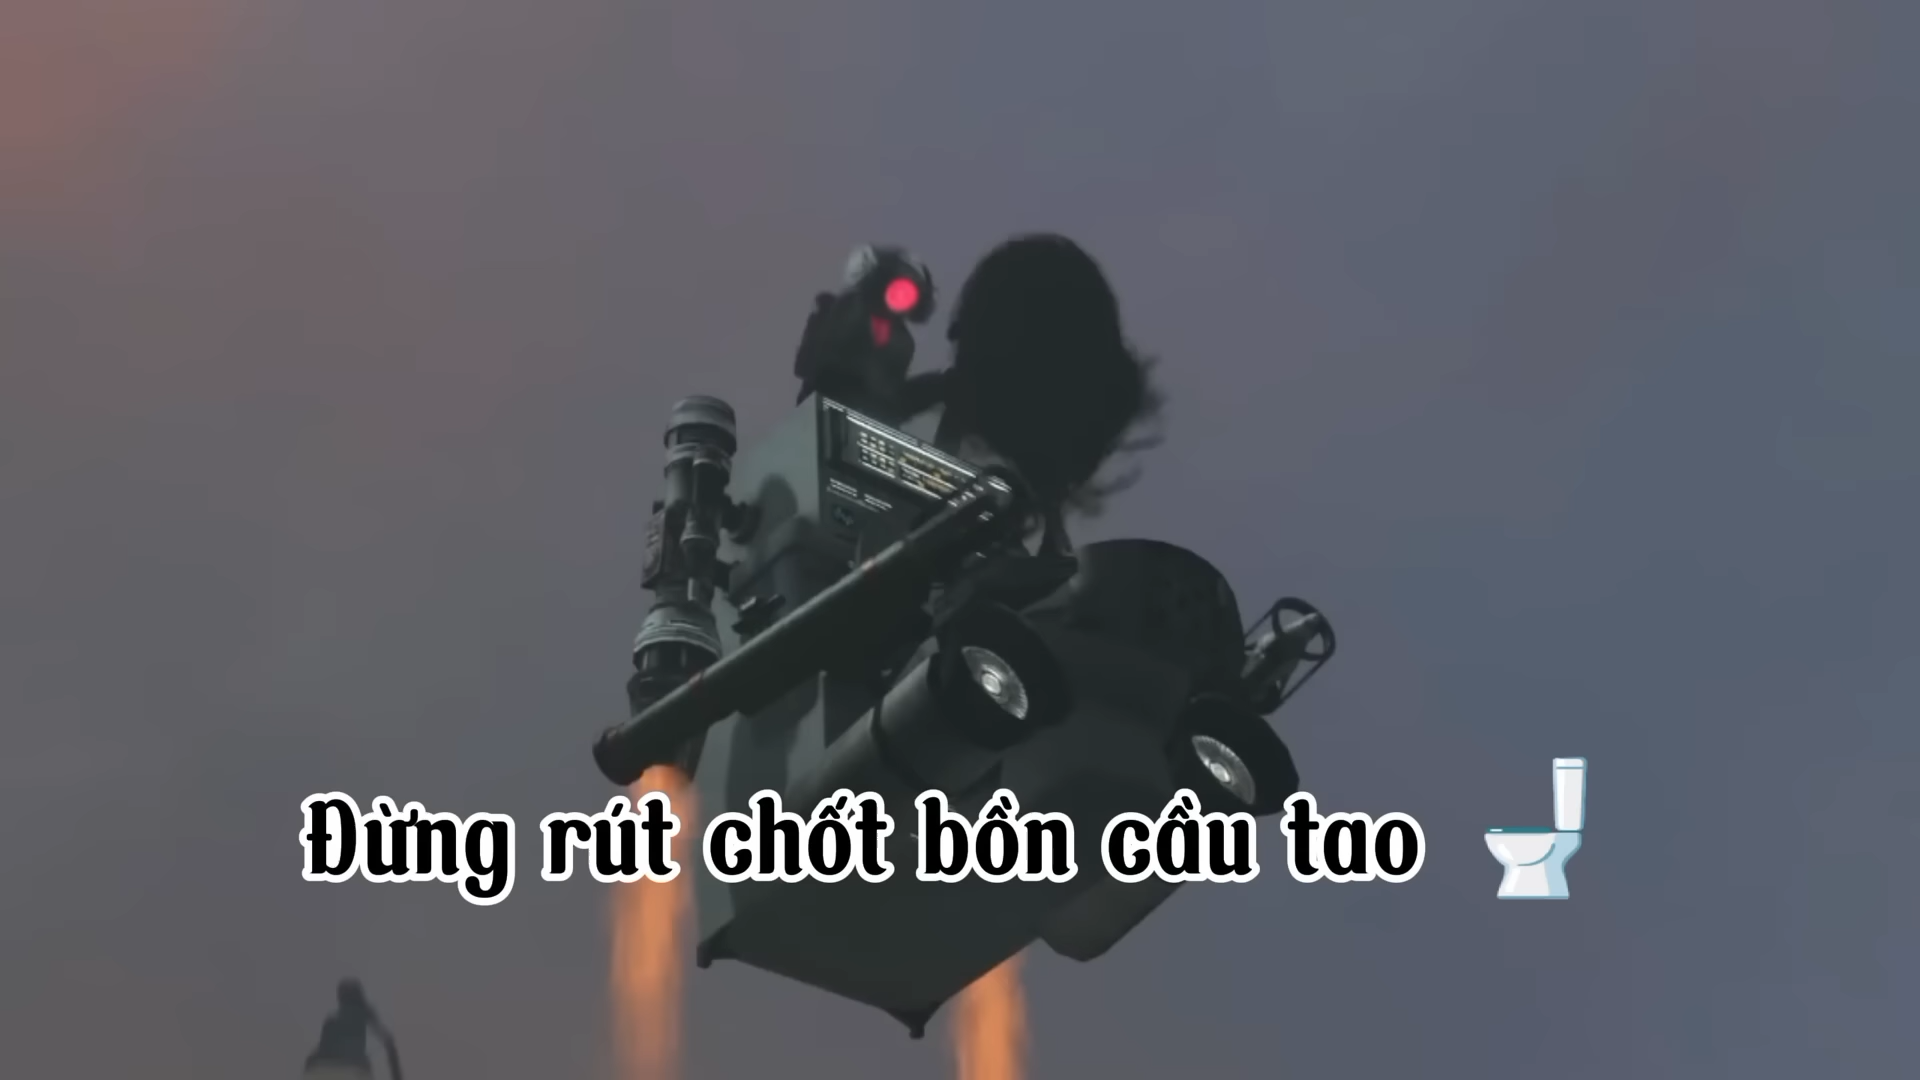 Đừng rút chốt bồn cầu tao 🚽